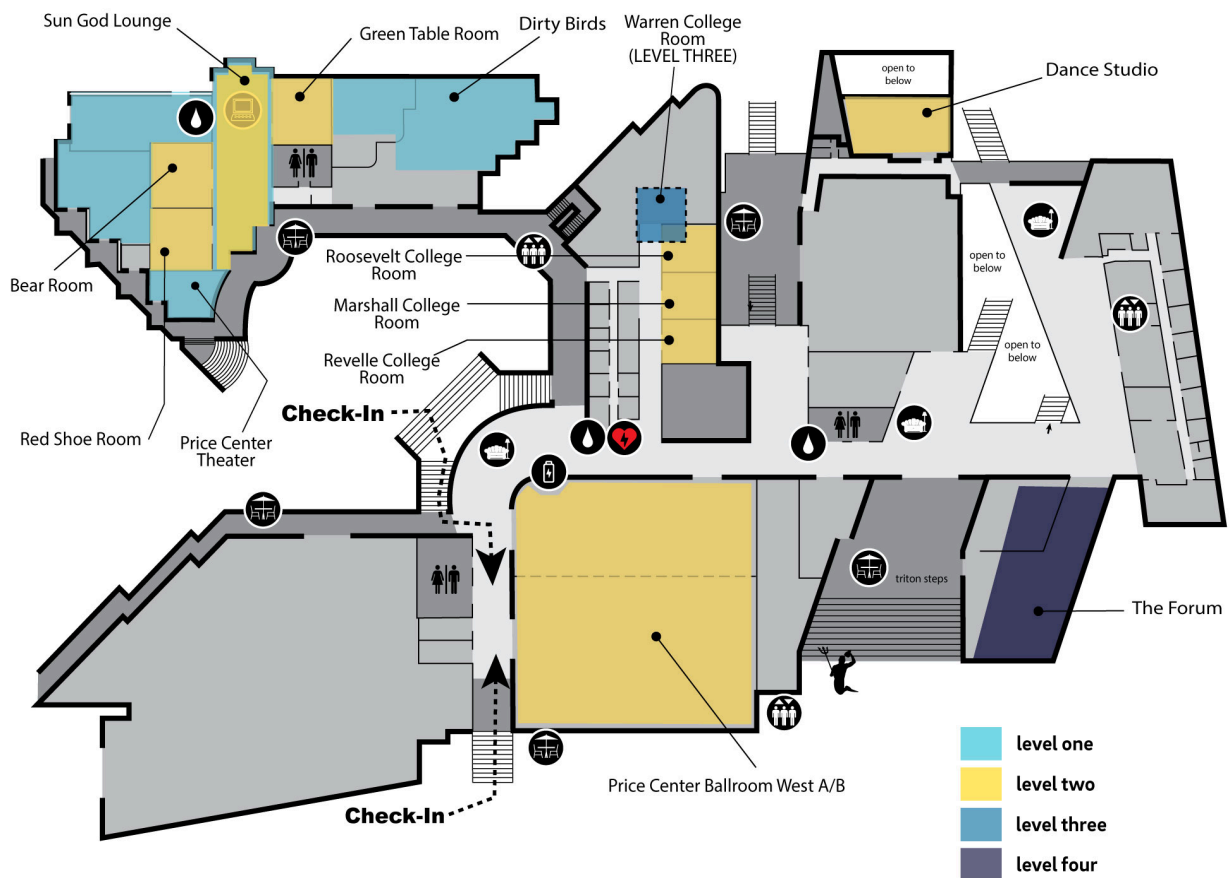 Sun God Lounge
Green Table Room
Dirty Birds
Warren College
Room
(LEVEL THREE)
open to
below
Dance Studio
Bear Room
Roosevelt College
Room
Marshall College
Room
Revelle College
Room
open to
below
open to
below
Check-In
Red Shoe Room
Price Center
Theater
triton steps
The Forum
Price Center Ballroom West A/B
Check-In
level one
level two
level three
level four